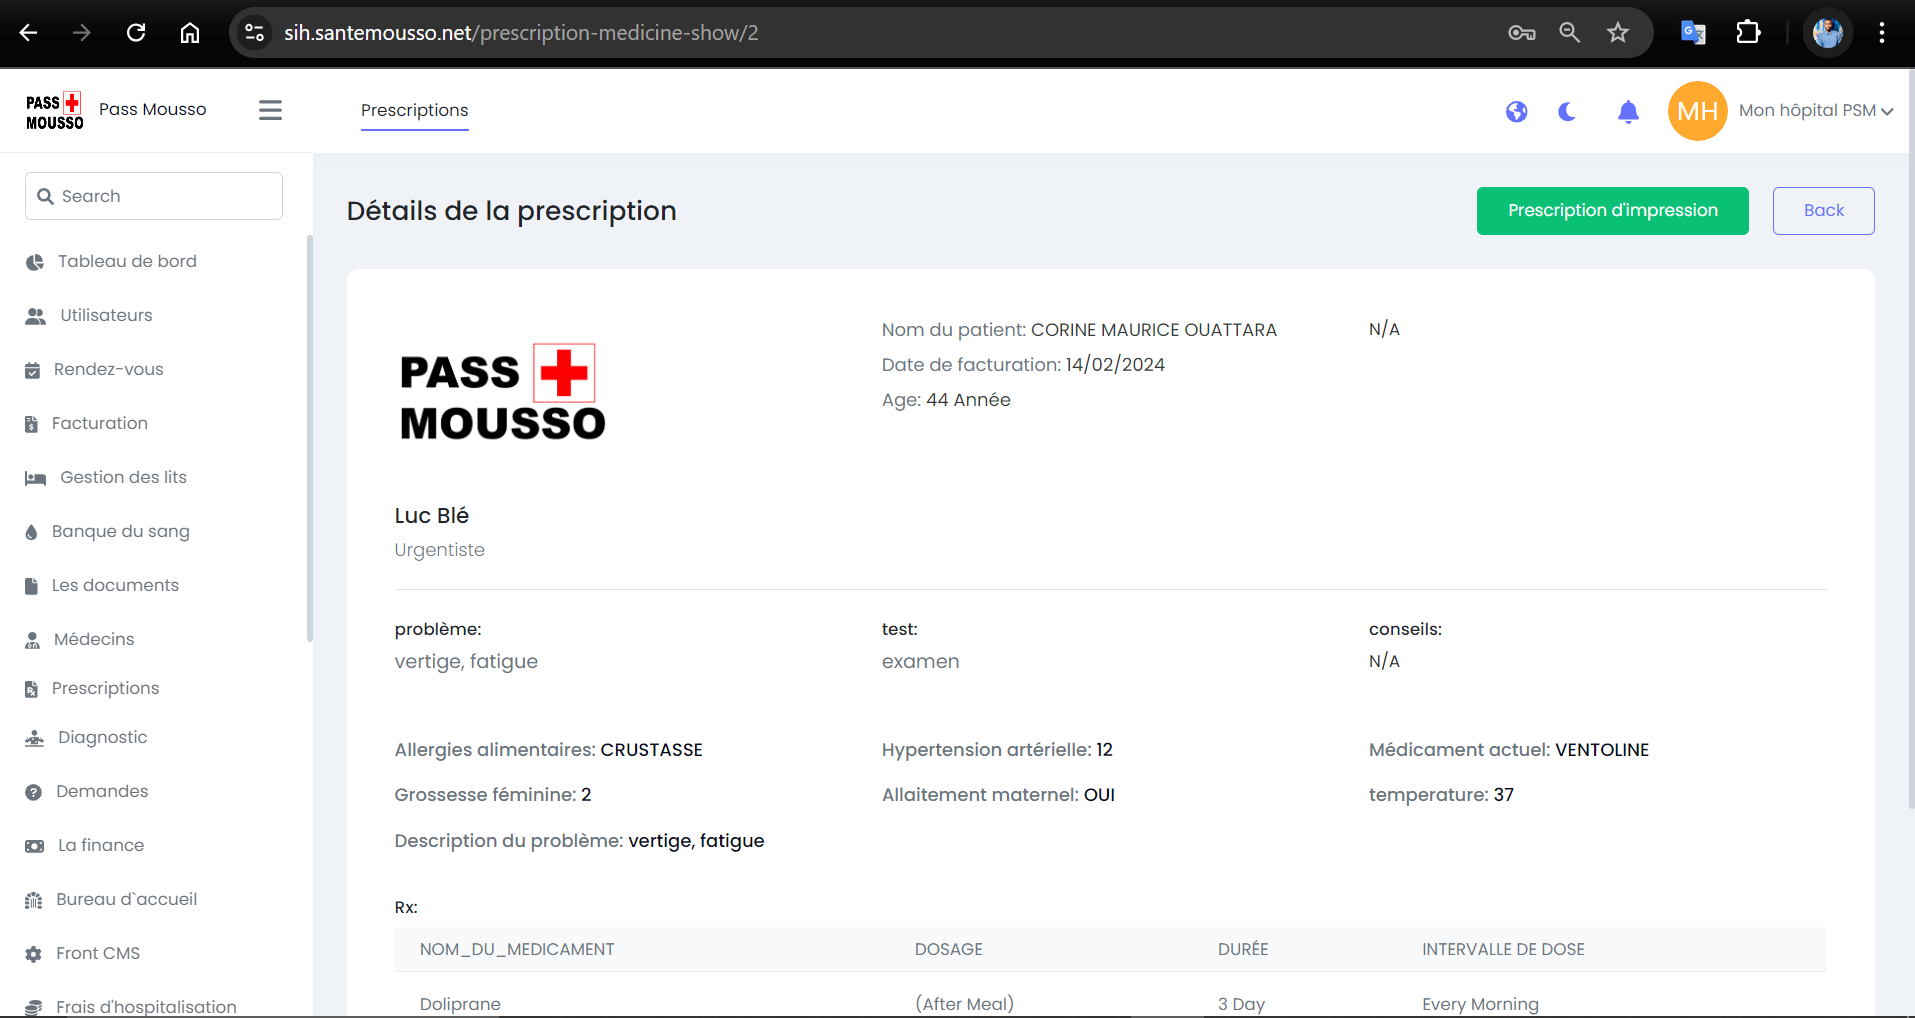 sih.santemousso.net/prescription-medicine-show/2
PASS MOUSSO Pass Mousso
Prescriptions
MH Mon hôpital PSM
Search
Tableau de bord
Utilisateurs
Rendez-vous
Facturation
Gestion des lits
Banque du sang
Les documents
Médecins
Prescriptions
Diagnostic
Demandes
La finance
Bureau d`accueil
Front CMS
Frais d'hospitalisation
Détails de la prescription
Prescription d'impression
Back
PASS
MOUSSO
Nom du patient: CORINE MAURICE OUATTARA
Date de facturation: 14/02/2024
Age: 44 Année
N/A
Luc Blé
Urgentiste
problème:
vertige, fatigue
test:
examen
conseils:
N/A
Allergies alimentaires: CRUSTASSE
Hypertension artérielle: 12
Médicament actuel: VENTOLINE
Grossesse féminine: 2
Allaitement maternel: OUI
temperature: 37
Description du problème: vertige, fatigue
Rx:
NOM_DU_MEDICAMENT DOSAGE DURÉE INTERVALLE DE DOSE
Doliprane (After Meal) 3 Day Every Morning